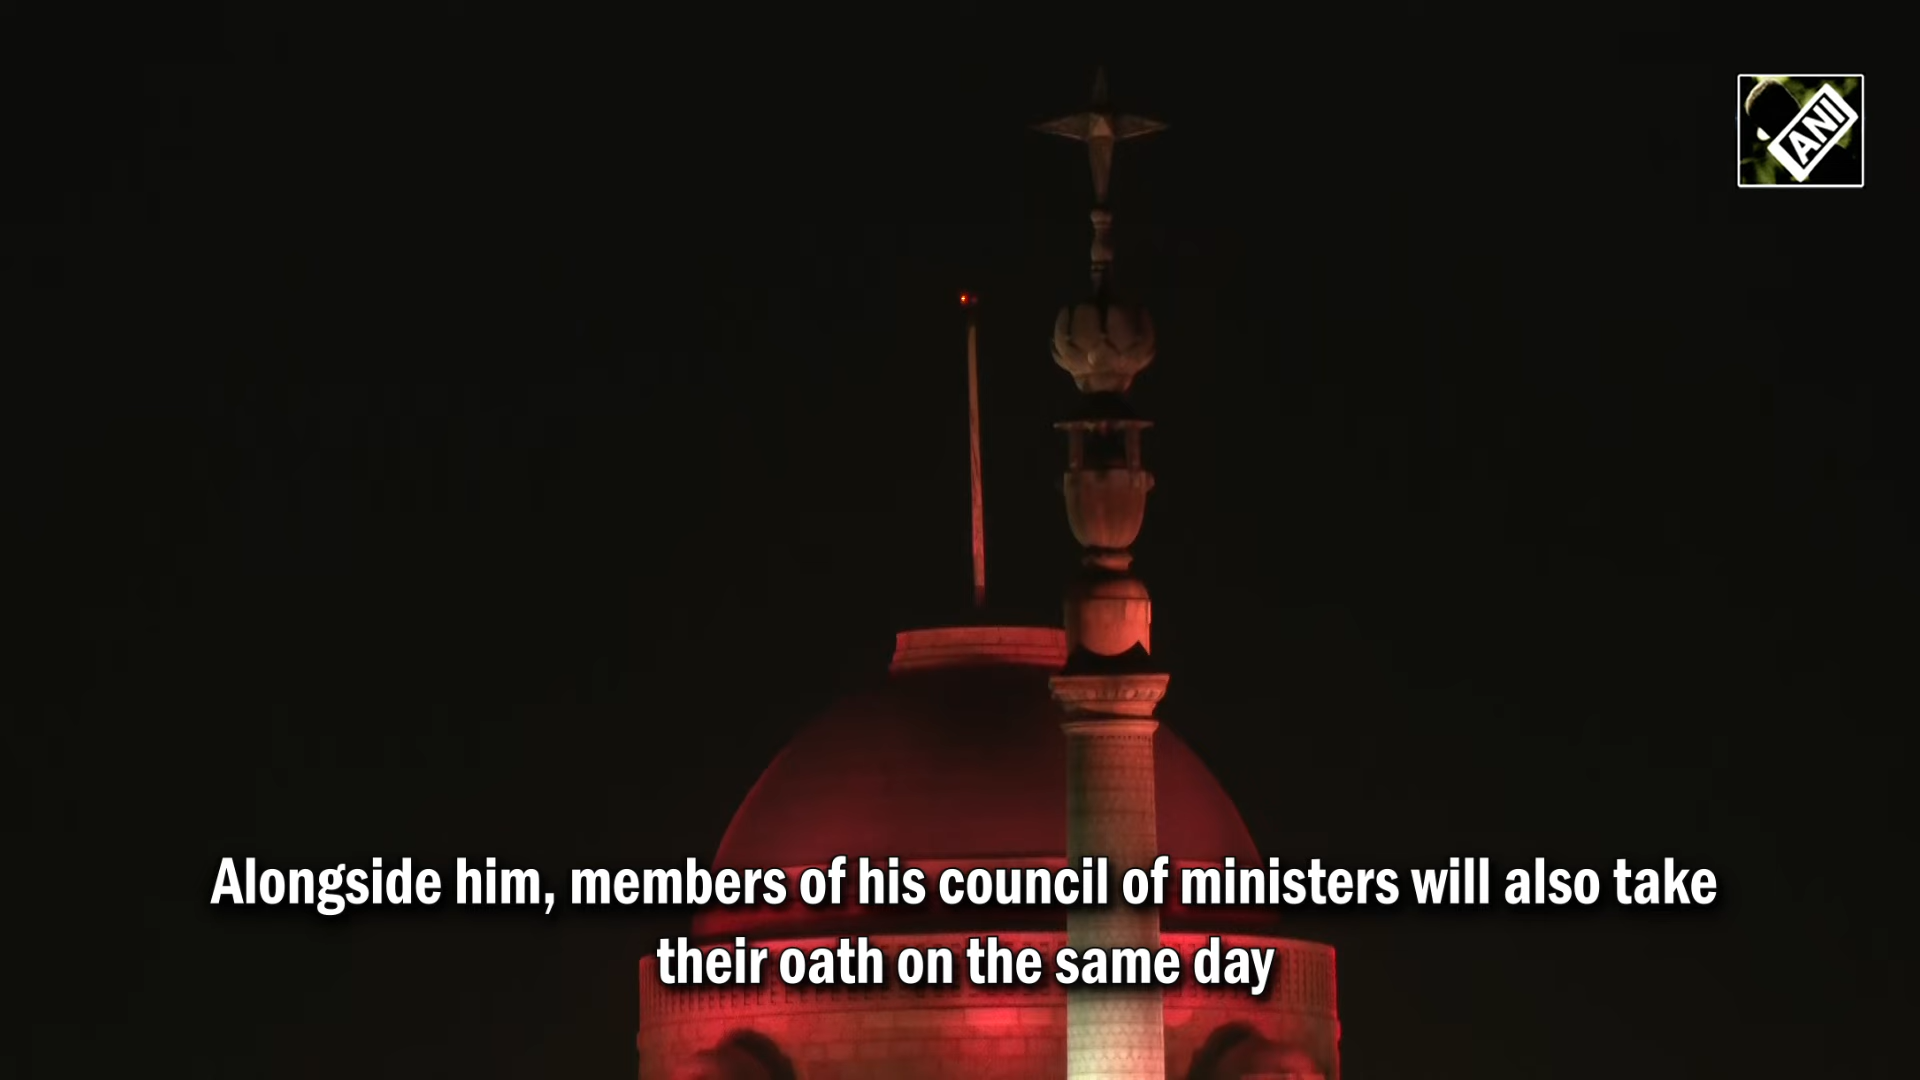 ANI
Alongside him, members of his council of ministers will also take
their oath on the same day